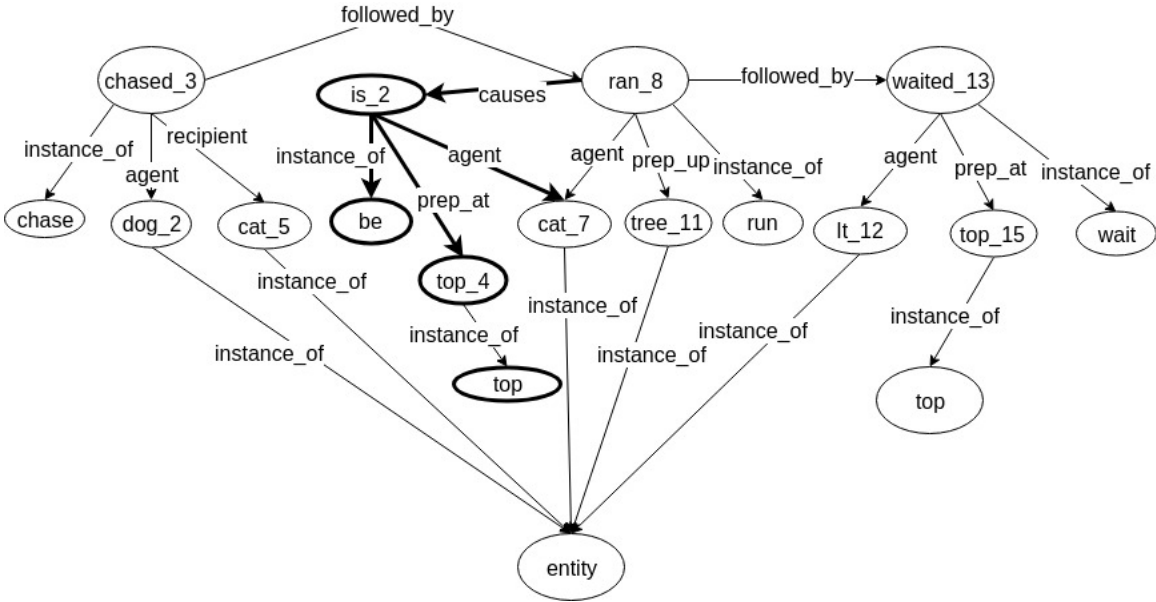 followed_by
chased_3
is_2
causes
ran_8
followed_by
waited_13
instance_of
agent
recipient
instance_of
agent
prep_at
agent
prep_up
instance_of
agent
prep_at
instance_of
chase
dog_2
cat_5
be
cat_7
tree_11
run
It_12
top_15
wait
instance_of
top_4
instance_of
instance_of
instance_of
instance_of
instance_of
instance_of
top
top
entity